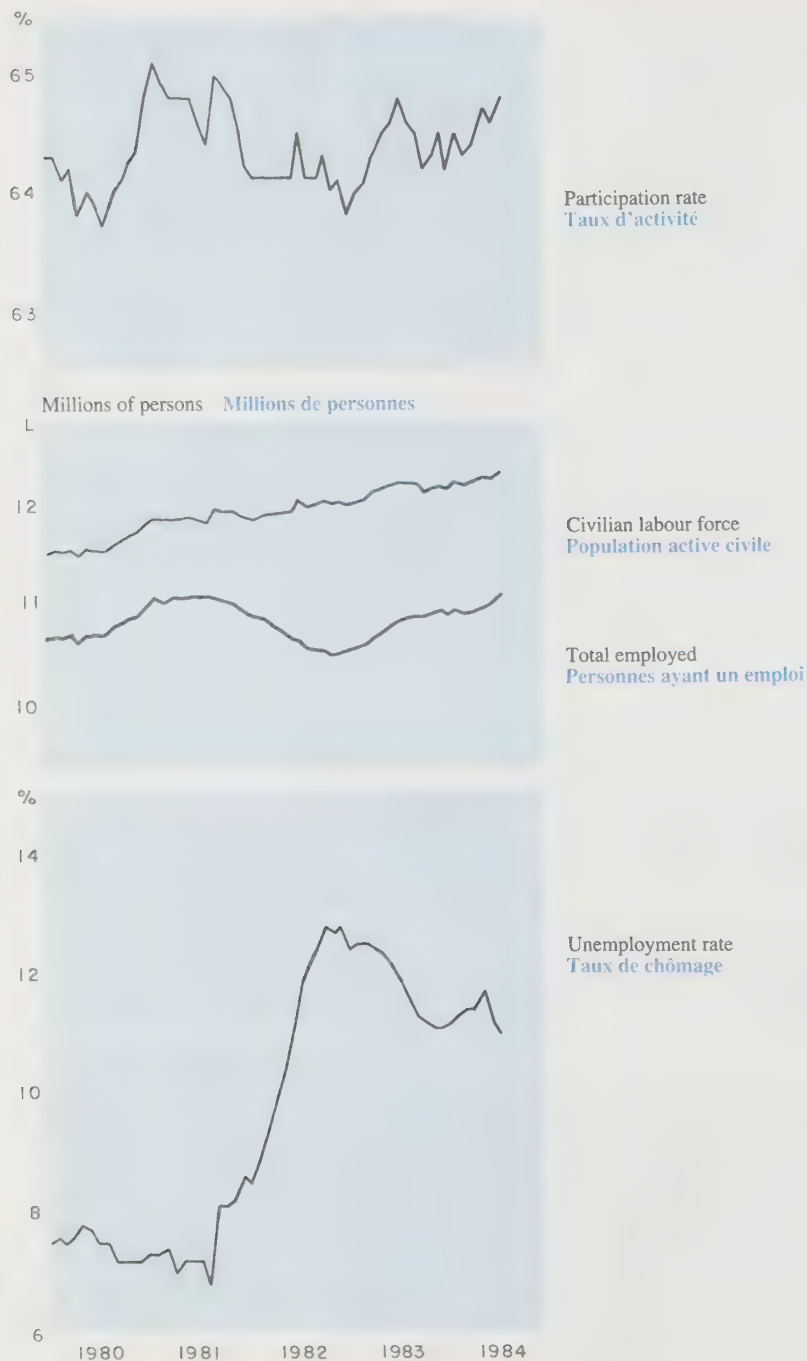 %
65
64
63
Participation rate
Taux d'activité
Millions of persons Millions de personnes
L
12
11
10
Civilian labour force
Population active civile
Total employed
Personnes ayant un emploi
%
14
12
10
8
6
Unemployment rate
Taux de chômage
1980 1981 1982 1983 1984